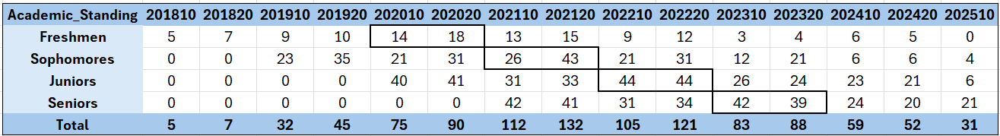 Academic_Standing 201810 201820 201910 201920 202010 202020 202110 202120 202210 202220 202310 202320 202410 202420 202510
Freshmen 5 7 9 10 14 18 13 15 9 12 3 4 6 5 0
Sophomores 0 0 23 35 21 31 26 43 21 31 12 21 6 6 4
Juniors 0 0 0 0 40 41 31 33 44 44 26 24 23 21 6
Seniors 0 0 0 0 0 0 42 41 31 34 42 39 24 20 21
Total 5 7 32 45 75 90 112 132 105 121 83 88 59 52 31